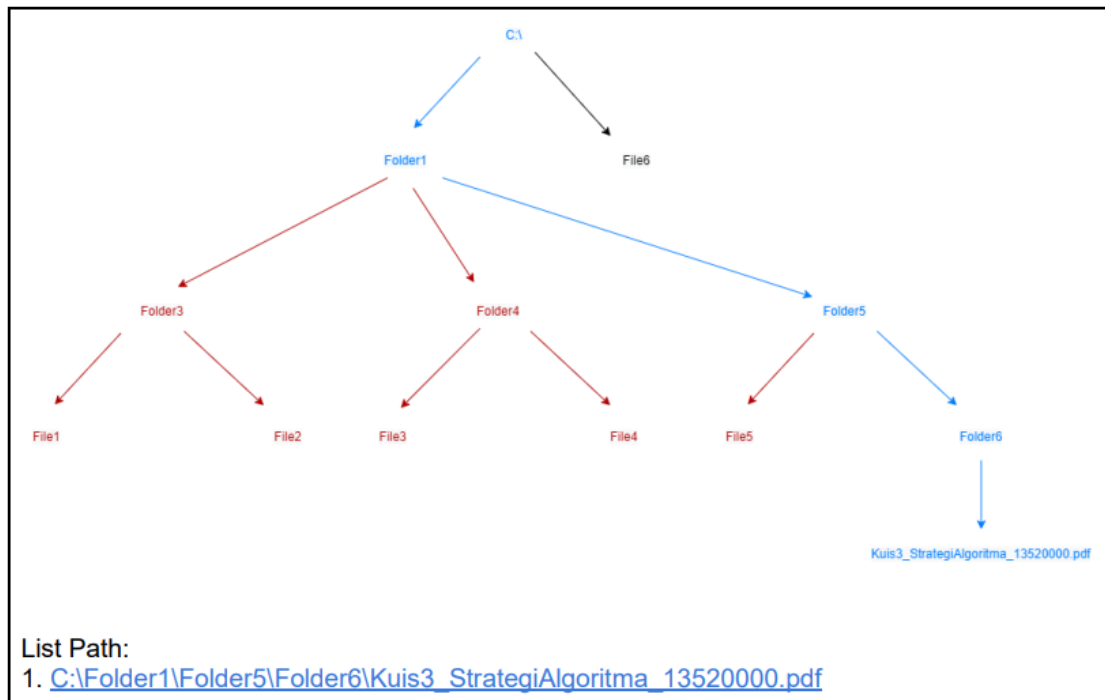 C:\
Folder1
File6
Folder3
Folder4
Folder5
File1
File2
File3
File4
File5
Folder6
Kuis3_StrategiAlgoritma_13520000.pdf
List Path:
1. C:\Folder1\Folder5\Folder6\Kuis3_StrategiAlgoritma_13520000.pdf